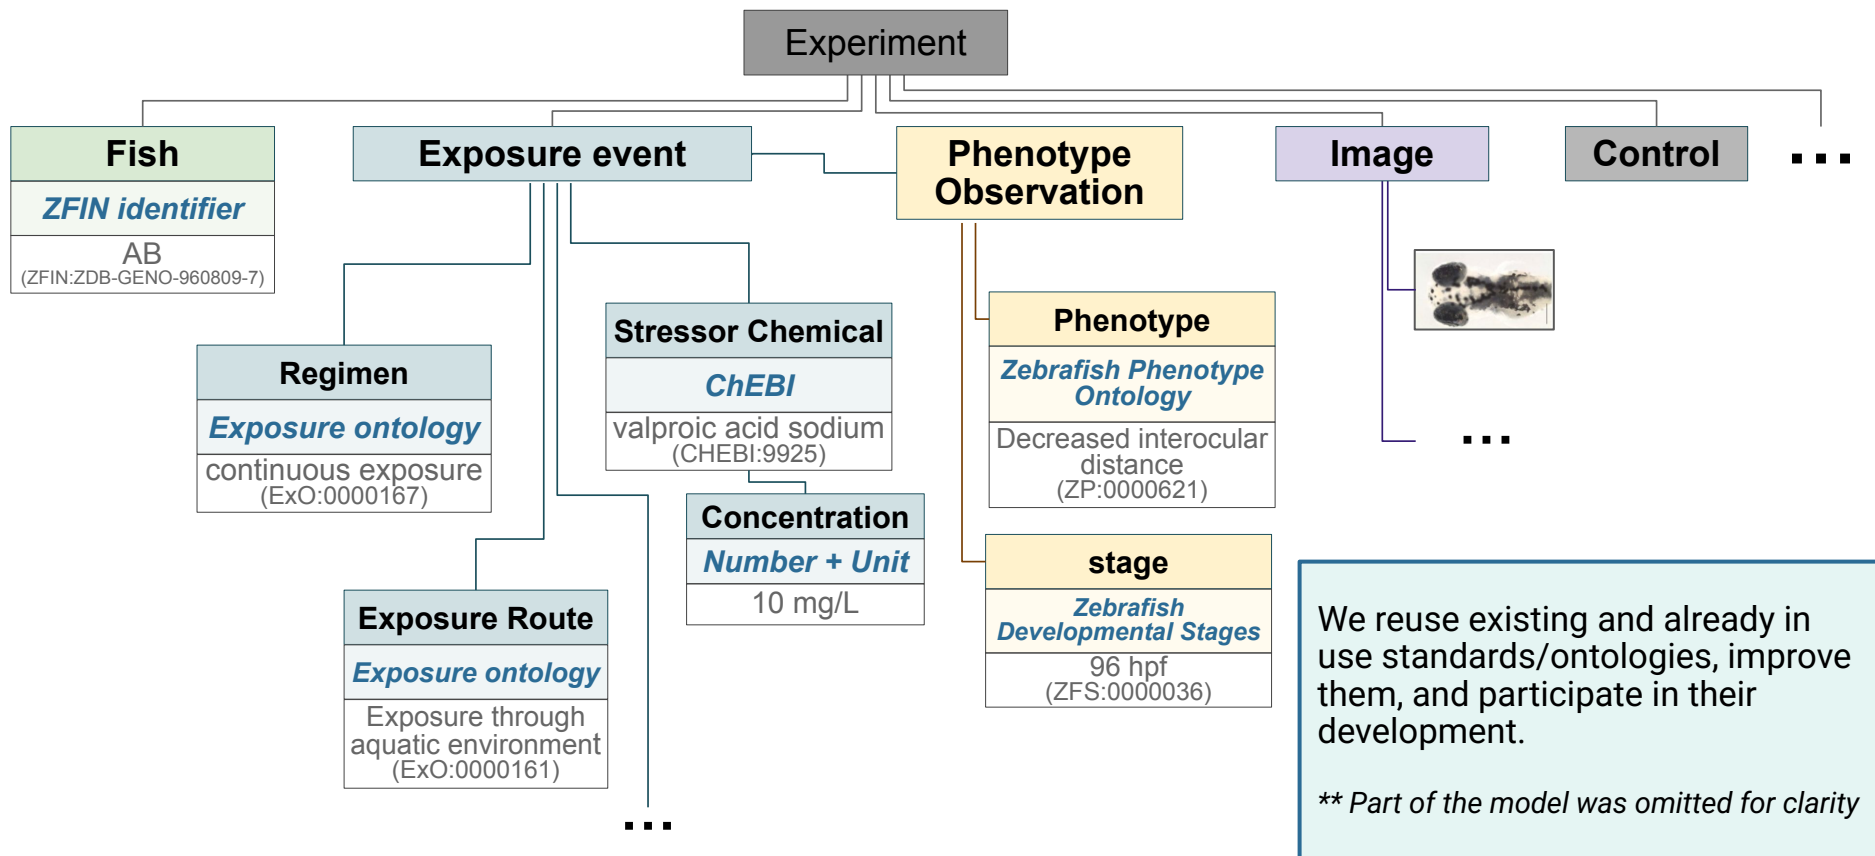 Experiment
Fish
ZFIN identifier
AB
(ZFIN:ZDB-GENO-960809-7)
Exposure event
Phenotype
Observation
Image
Control
...
Regimen
Exposure ontology
continuous exposure
(ExO:0000167)
Exposure Route
Exposure ontology
Exposure through
aquatic environment
(ExO:0000161)
Stressor Chemical
ChEBI
valproic acid sodium
(CHEBI:9925)
Concentration
Number + Unit
10 mg/L
...
Phenotype
Zebrafish Phenotype
Ontology
Decreased interocular
distance
(ZP:0000621)
stage
Zebrafish
Developmental Stages
96 hpf
(ZFS:0000036)
...
We reuse existing and already in
use standards/ontologies, improve
them, and participate in their
development.
** Part of the model was omitted for clarity